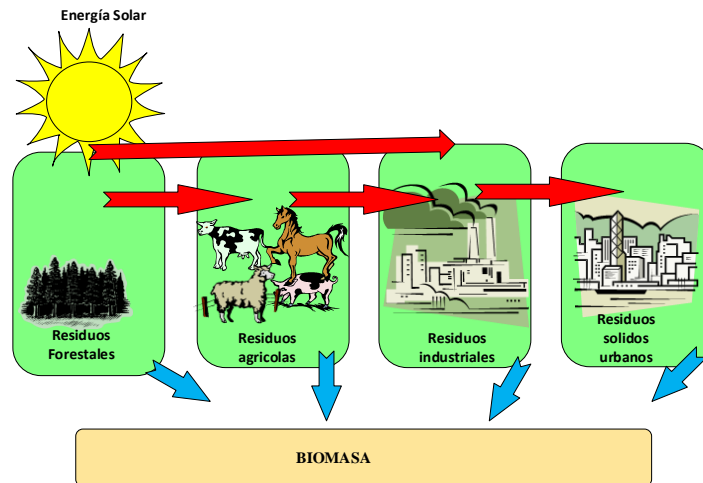 Energía Solar
Residuos
Forestales
Residuos
agricolas
Residuos
industriales
Residuos
solidos
urbanos
BIOMASA